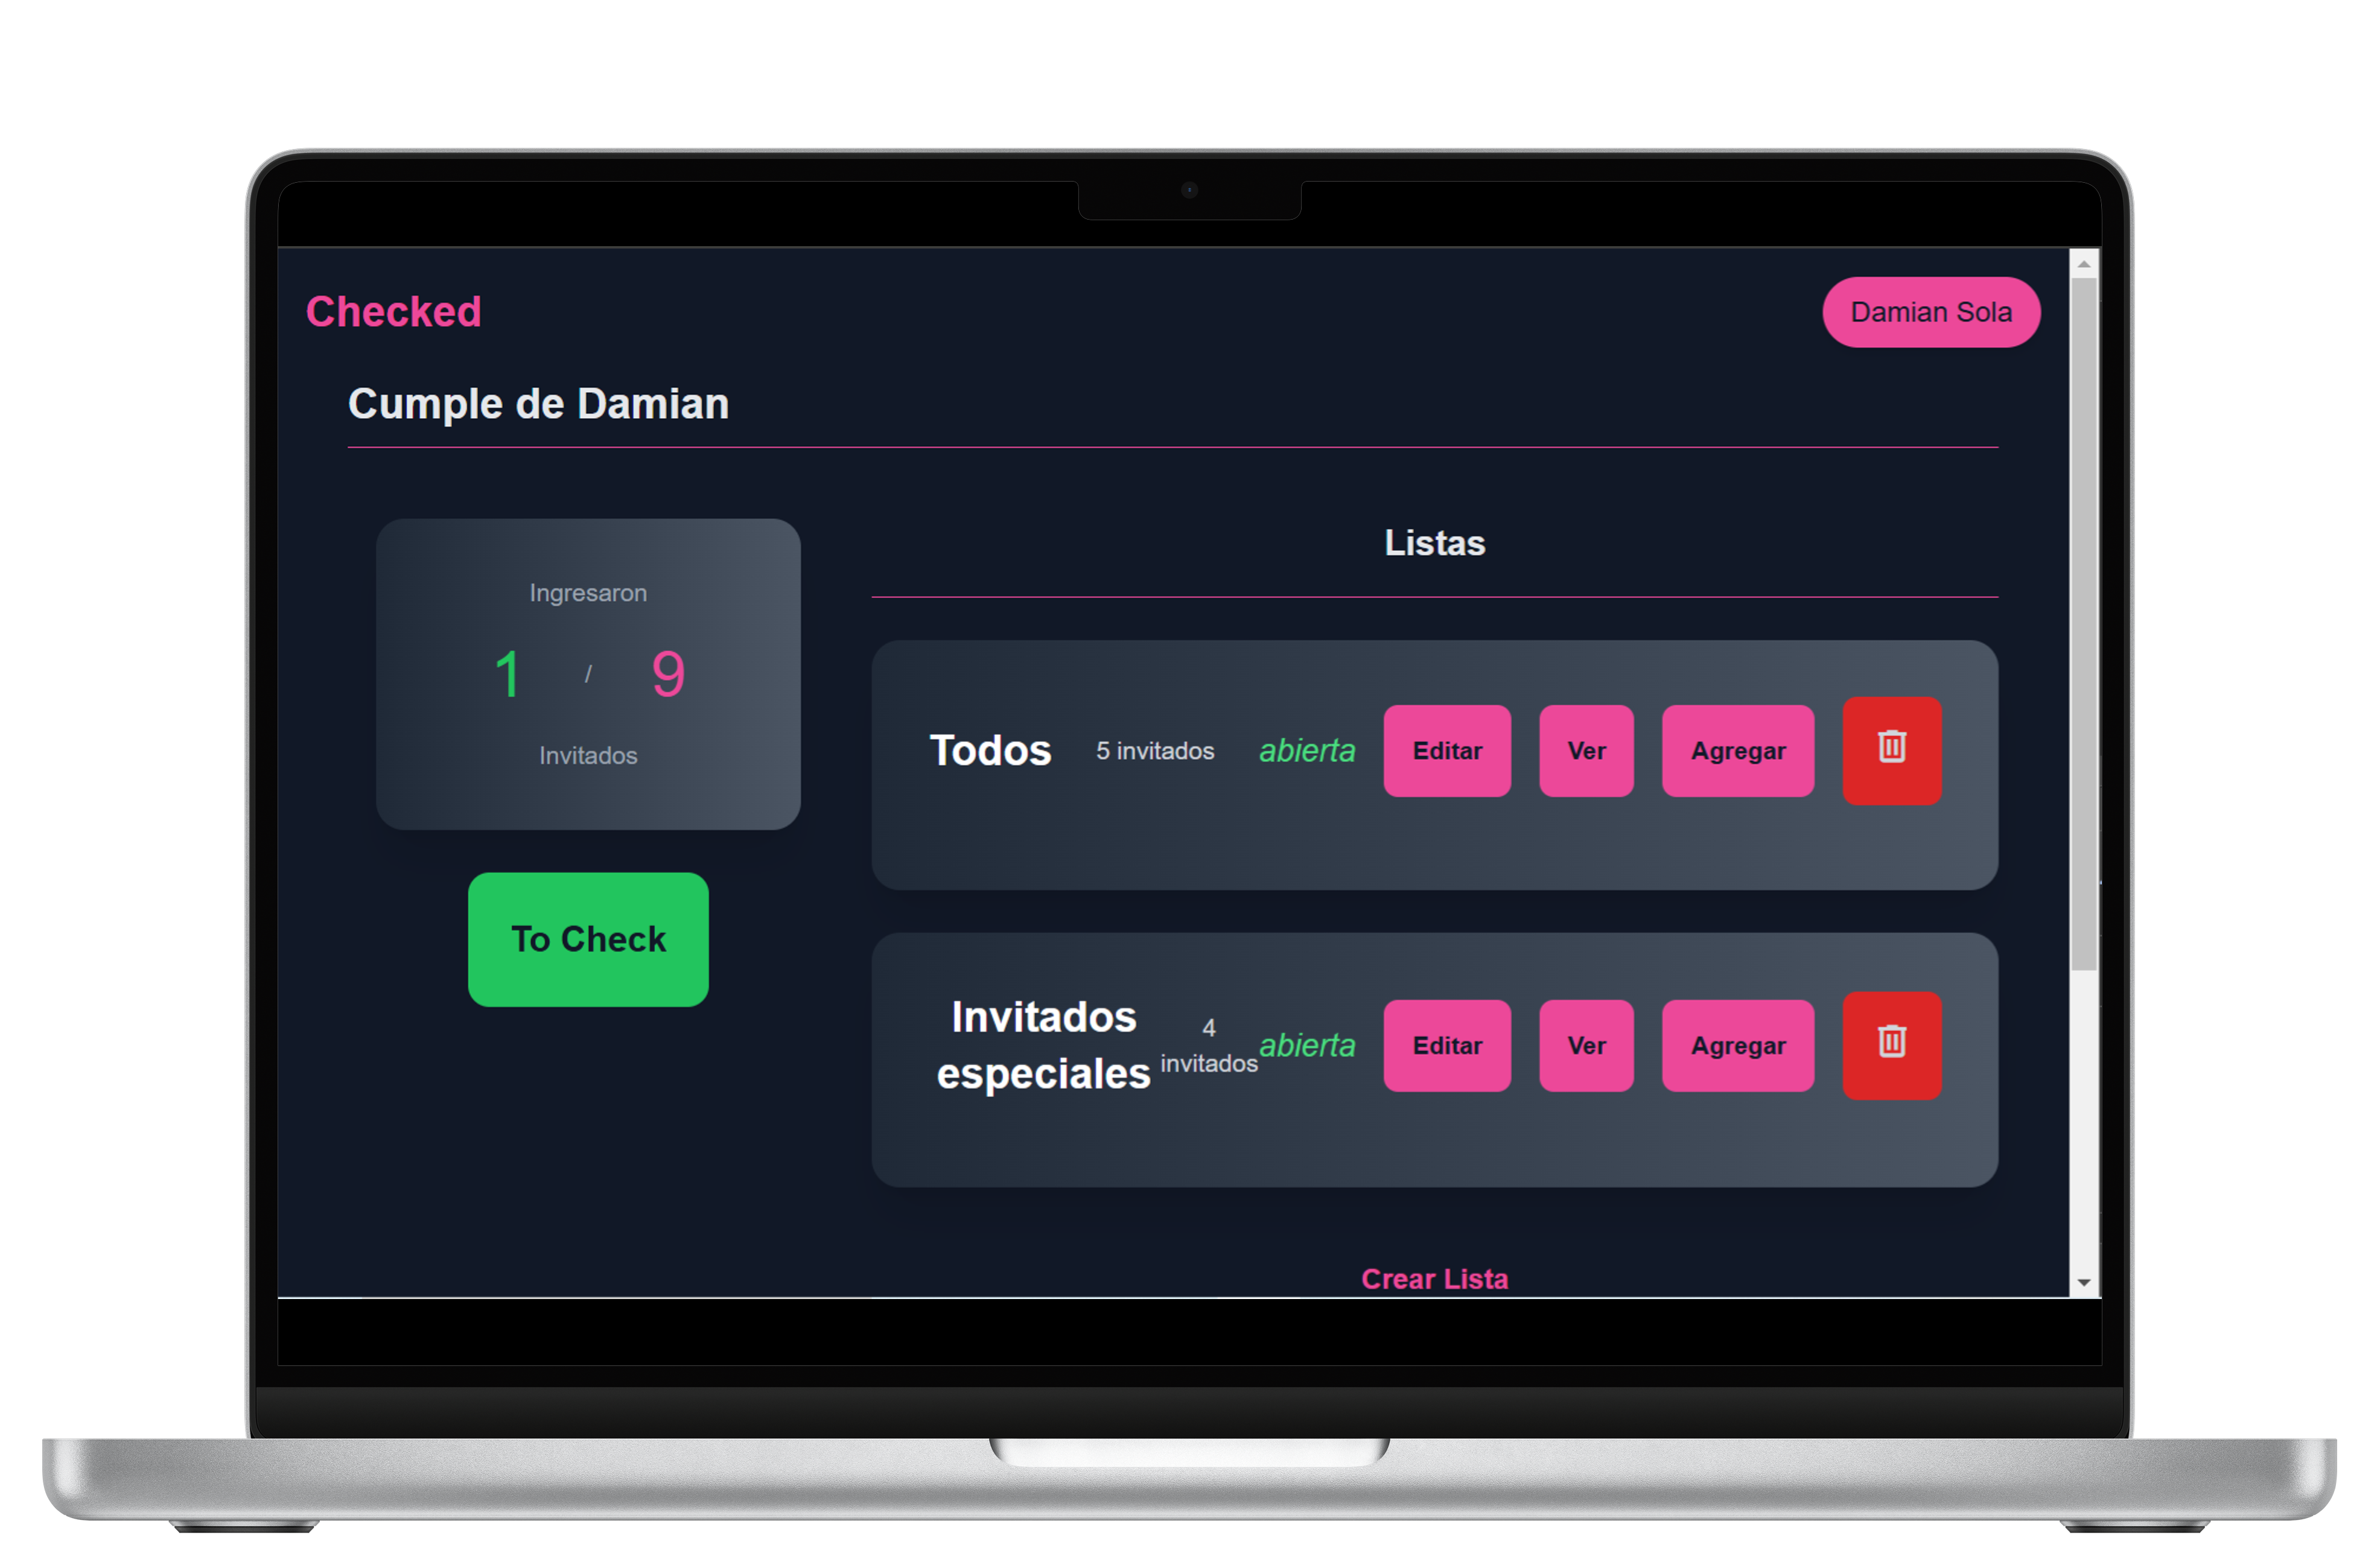 Checked
Damian Sola
Cumple de Damian
Ingresaron
1 / 9
Invitados
To Check
Listas
Todos 5 invitados abierta Editar Ver Agregar
Invitados
especiales
4
invitados
abierta Editar Ver Agregar
Crear Lista